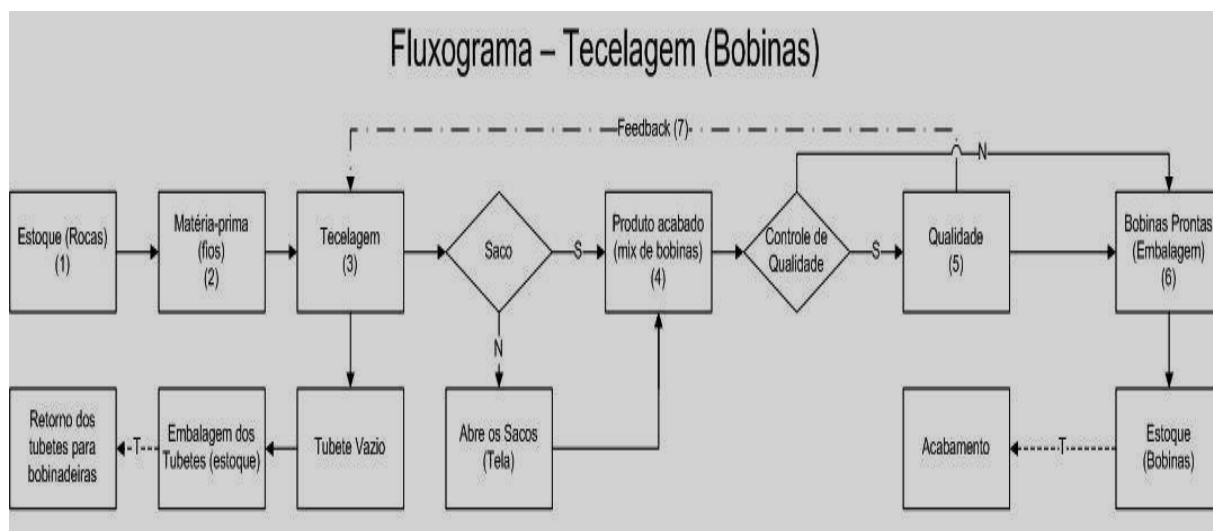 Fluxograma – Tecelagem (Bobinas)
Feedback (7)
N
Estoque (Rocas)
(1)
Matéria-prima
(fios)
(2)
Tecelagem
(3)
Saco
S
Produto acabado
(mix de bobinas)
(4)
Controle de
Qualidade
S
Qualidade
(5)
Bobinas Prontas
(Embalagem)
(6)
N
Retorno dos
tubetes para
bobinadeiras
T
Embalagem dos
Tubetes (estoque)
Tubete Vazio
Abre os Sacos
(Tela)
Acabamento
T
Estoque
(Bobinas)